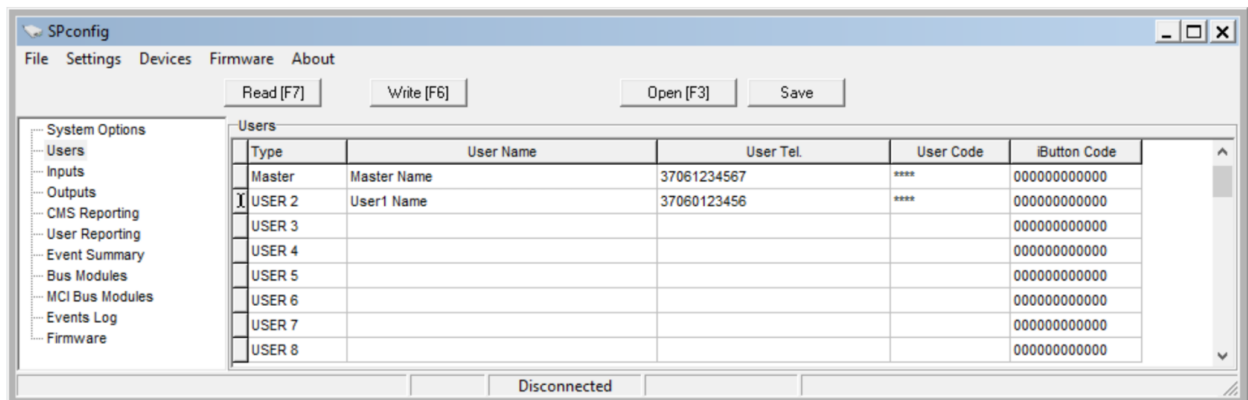 SPconfig
File Settings Devices Firmware About
Read [F7] Write [F6] Open [F3] Save
System Options
Users
Inputs
Outputs
CMS Reporting
User Reporting
Event Summary
Bus Modules
MCI Bus Modules
Events Log
Firmware
Users
Type User Name User Tel. User Code iButton Code
Master Master Name 37061234567 **** 000000000000
USER 2 User1 Name 37060123456 **** 000000000000
USER 3 000000000000
USER 4 000000000000
USER 5 000000000000
USER 6 000000000000
USER 7 000000000000
USER 8 000000000000
Disconnected